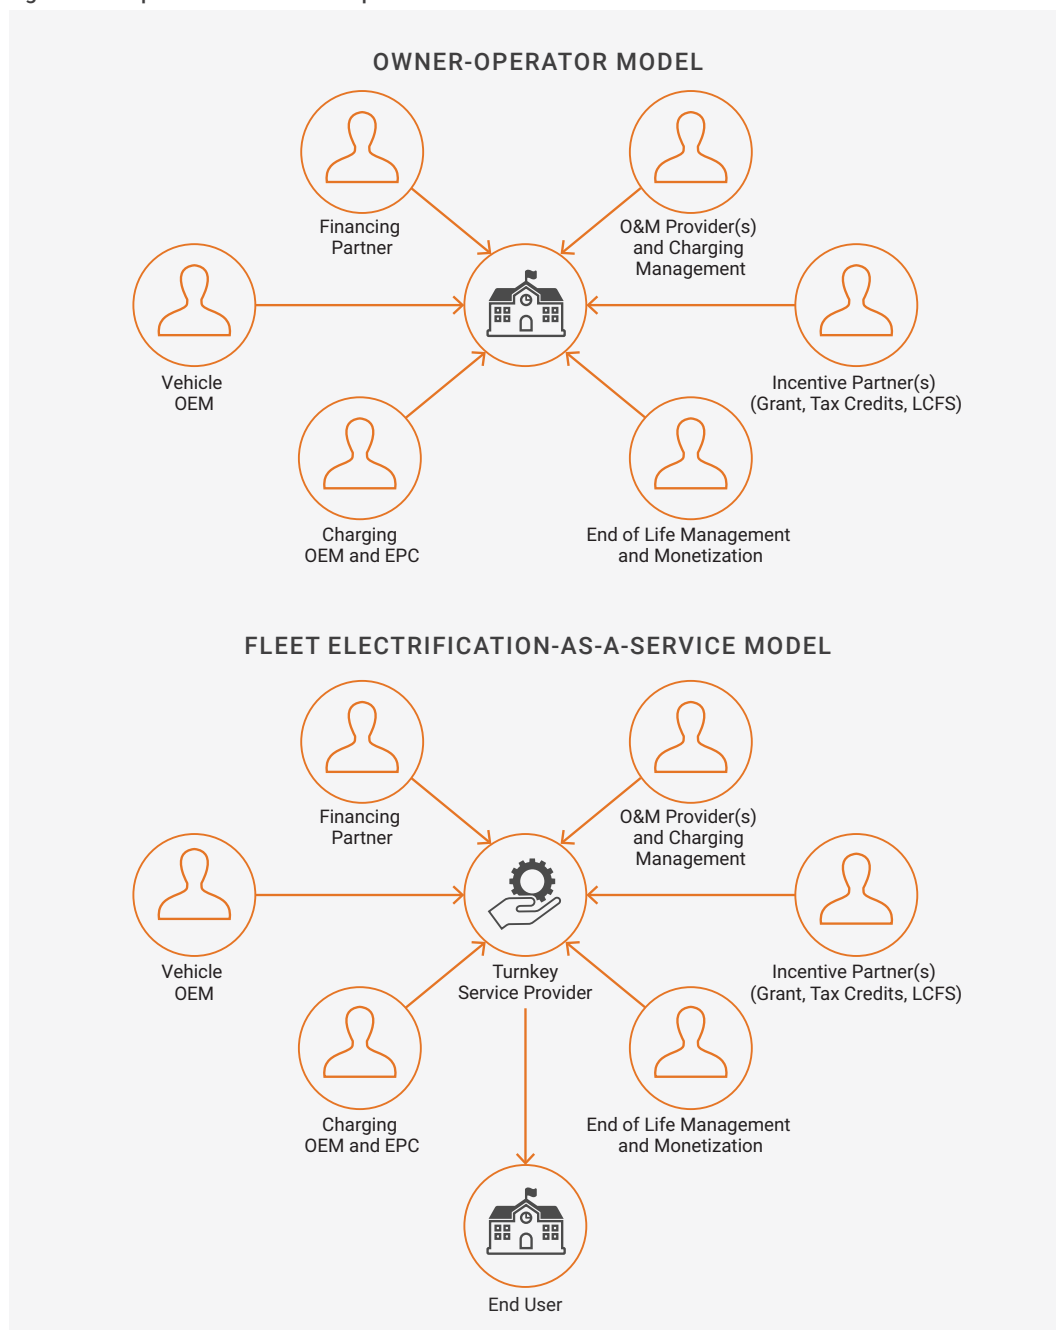 OWNER-OPERATOR MODEL
Financing
Partner
O&M Provider(s)
and Charging
Management
Vehicle
OEM
Incentive Partner(s)
(Grant, Tax Credits, LCFS)
Charging
OEM and EPC
End of Life Management
and Monetization
FLEET ELECTRIFICATION-AS-A-SERVICE MODEL
Financing
Partner
O&M Provider(s)
and Charging
Management
Vehicle
OEM
Turnkey
Service Provider
Incentive Partner(s)
(Grant, Tax Credits, LCFS)
Charging
OEM and EPC
End of Life Management
and Monetization
End User